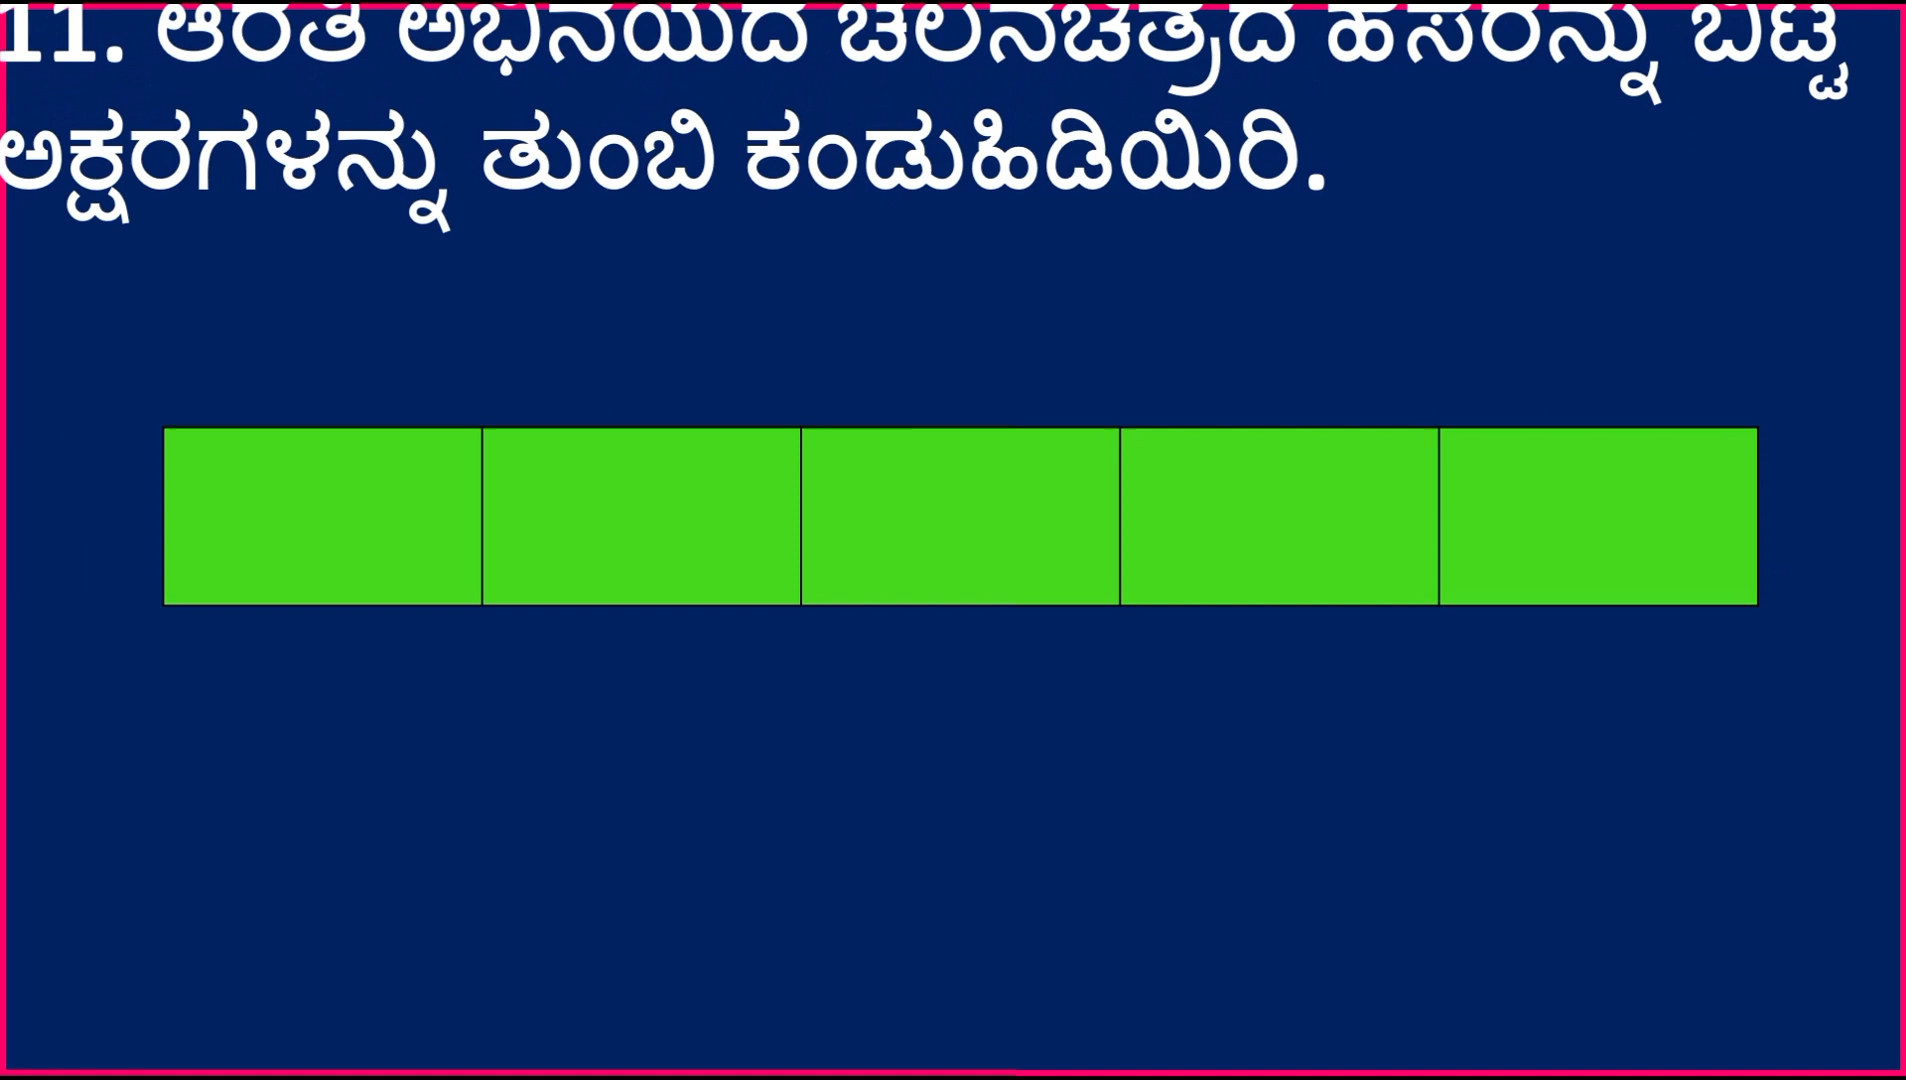 11. ಆರತಿ ಅಭಿನಯದ ಚಲನಚಿತ್ರದ ಹೆಸರನ್ನು ಬಿಟ್ಟ
ಅಕ್ಷರಗಳನ್ನು ತುಂಬಿ ಕಂಡುಹಿಡಿಯಿರಿ.